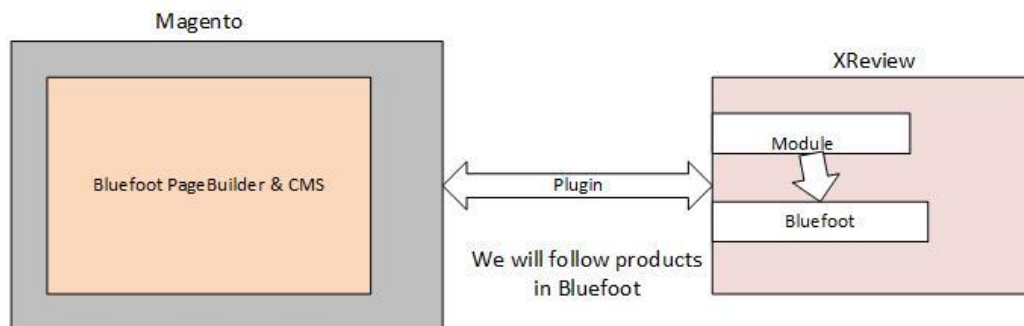 Magento
XReview
Bluefoot PageBuilder & CMS
Plugin
Module
Bluefoot
We will follow products
in Bluefoot